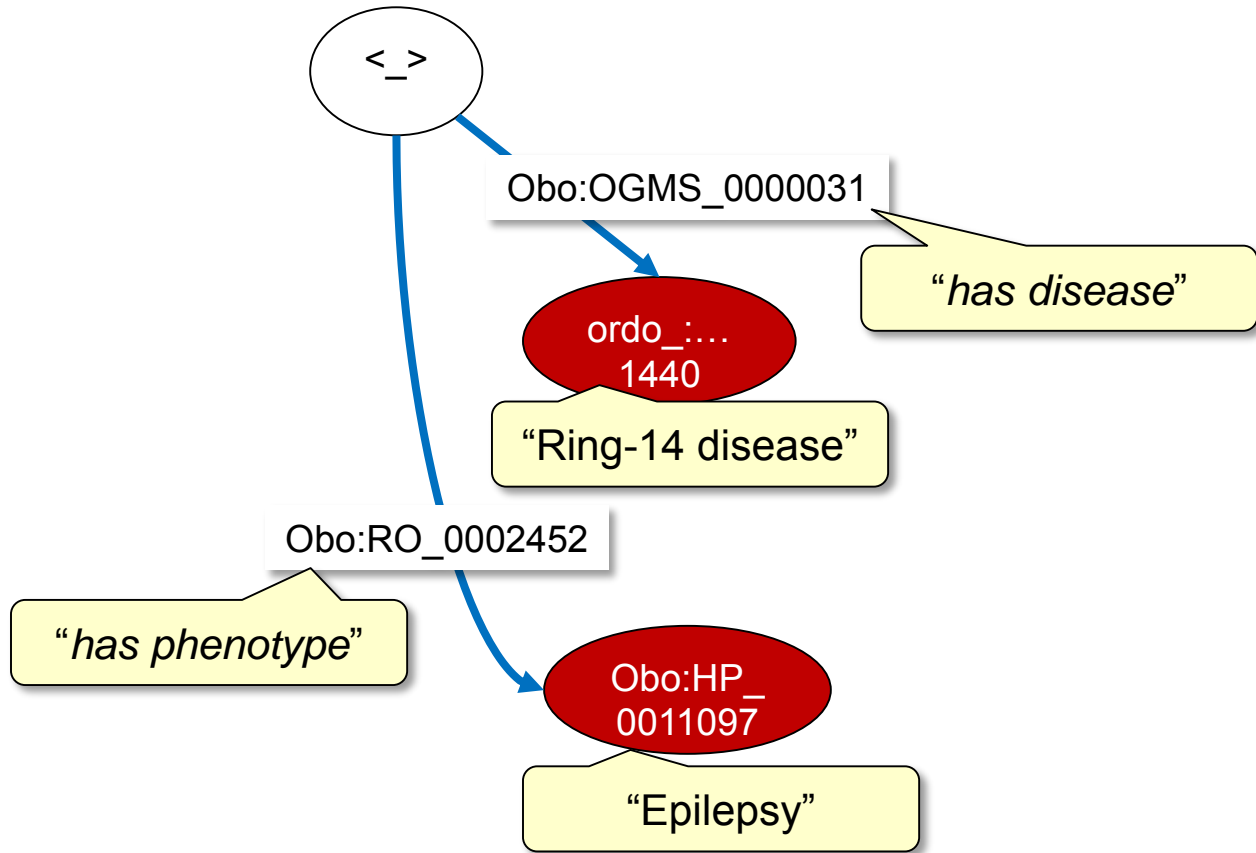 <_>
Obo:OGMS_0000031
“has disease”
ordo_:…
1440
“Ring-14 disease”
Obo:RO_0002452
“has phenotype”
Obo:HP_
0011097
“Epilepsy”